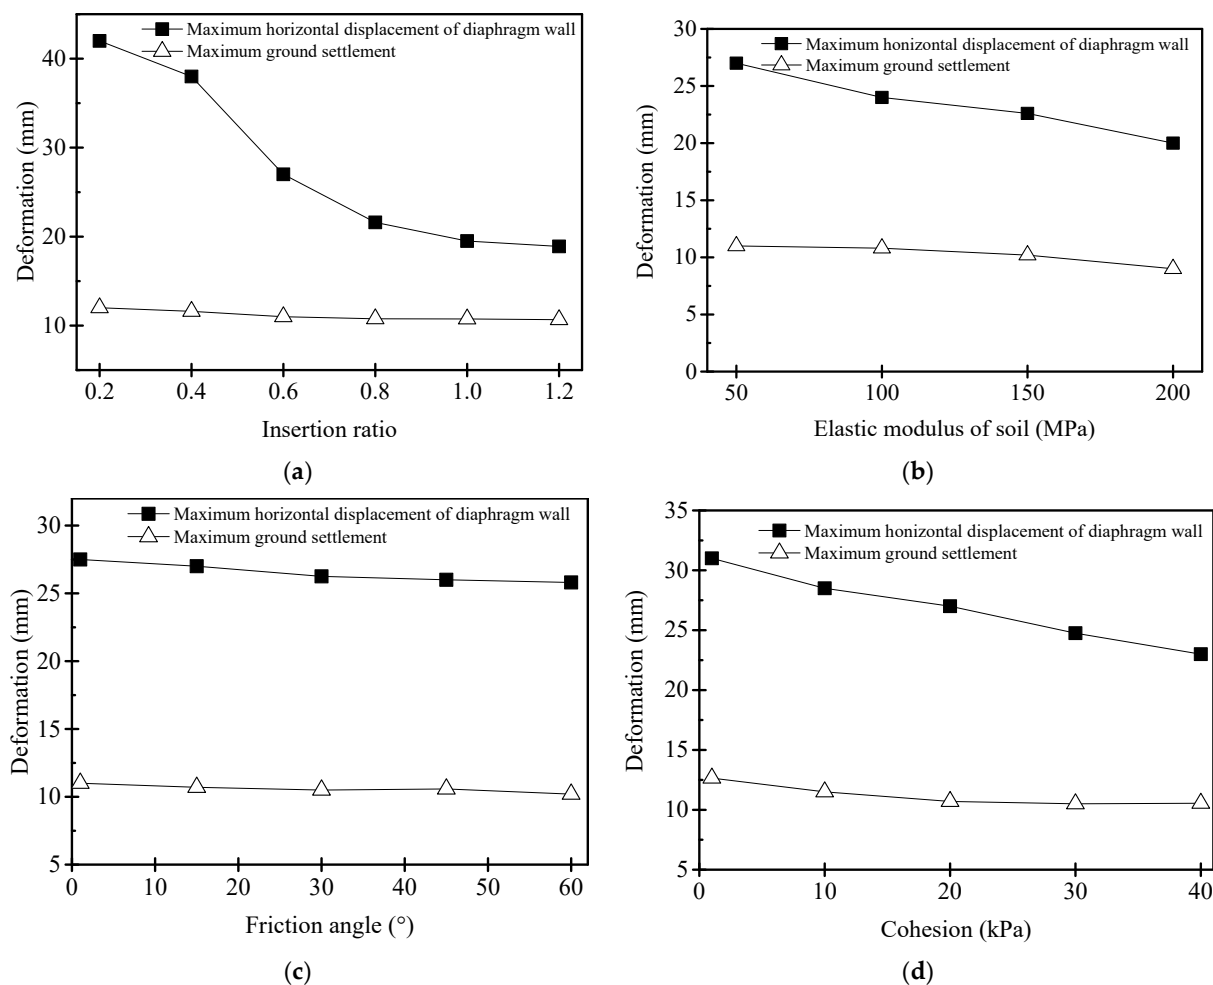 Maximum horizontal displacement of diaphragm wall
Maximum ground settlement
40
30
20
10
Deformation (mm)
0.2 0.4 0.6 0.8 1.0 1.2
Insertion ratio
(a)
Maximum honizontal displacement of diaphragm wall
Maximum ground settlement
30
25
20
15
10
5
0
Deformation (mm)
50 100 150 200
Elastic modulus of soil (MPa)
(b)
Maximum horizontal displacement of diaphragm wall
Maximum ground settlement
30
25
20
15
10
5
Deformation (mm)
0 10 20 30 40 50 60
Friction angle (°)
(c)
Maximum horizontal displacement of diaphragm wall
Maximum ground settlement
35
30
25
20
15
10
5
Deformation (mm)
0 10 20 30 40
Cohesion (kPa)
(d)